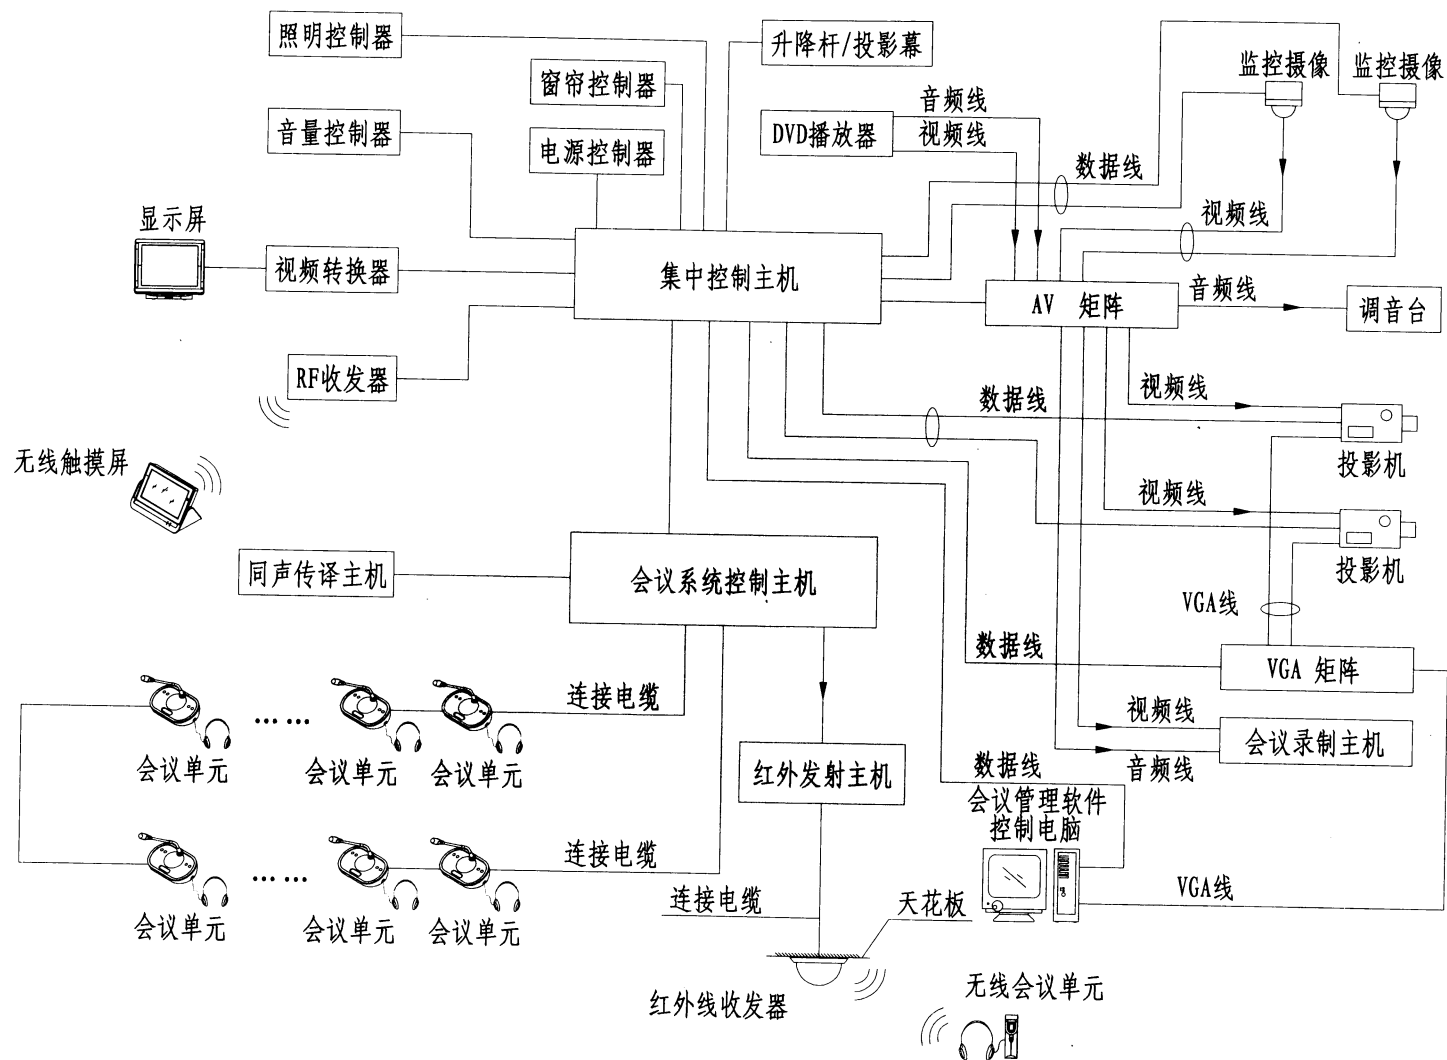 照明控制器
升降杆/投影幕
监控摄像
监控摄像
窗帘控制器
音频线
音量控制器
DVD播放器
视频线
电源控制器
数据线
显示屏
视频线
视频转换器
集中控制主机
音频线
AV 矩阵
调音台
RF收发器
视频线
数据线
无线触摸屏
投影机
视频线
投影机
同声传译主机
会议系统控制主机
VGA线
数据线
VGA 矩阵
连接电缆
视频线
会议录制主机
会议单元
会议单元
会议单元
红外发射主机
数据线
音频线
会议管理软件
控制电脑
连接电缆
VGA线
连接电缆
天花板
会议单元
会议单元
会议单元
红外线收发器
无线会议单元